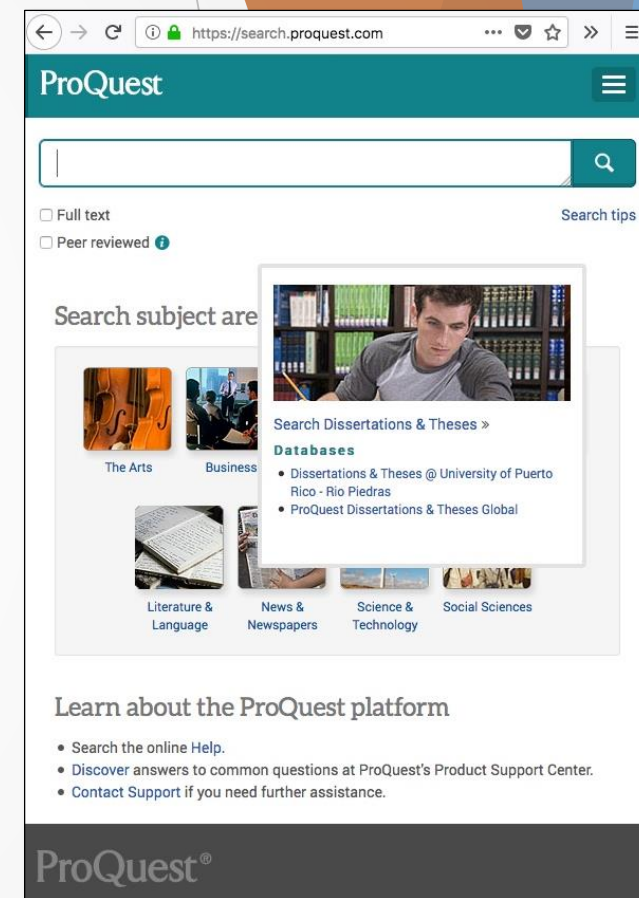 https://search.proquest.com
ProQuest
Full text
Search tips
Peer reviewed
Search subject are
Search Dissertations & Theses »
Databases
• Dissertations & Theses @ University of Puerto
Rico - Rio Piedras
• ProQuest Dissertations & Theses Global
The Arts
Business
Literature &
Language
News &
Newspapers
Science &
Technology
Social Sciences
Learn about the ProQuest platform
• Search the online Help.
• Discover answers to common questions at ProQuest's Product Support Center.
• Contact Support if you need further assistance.
ProQuest®